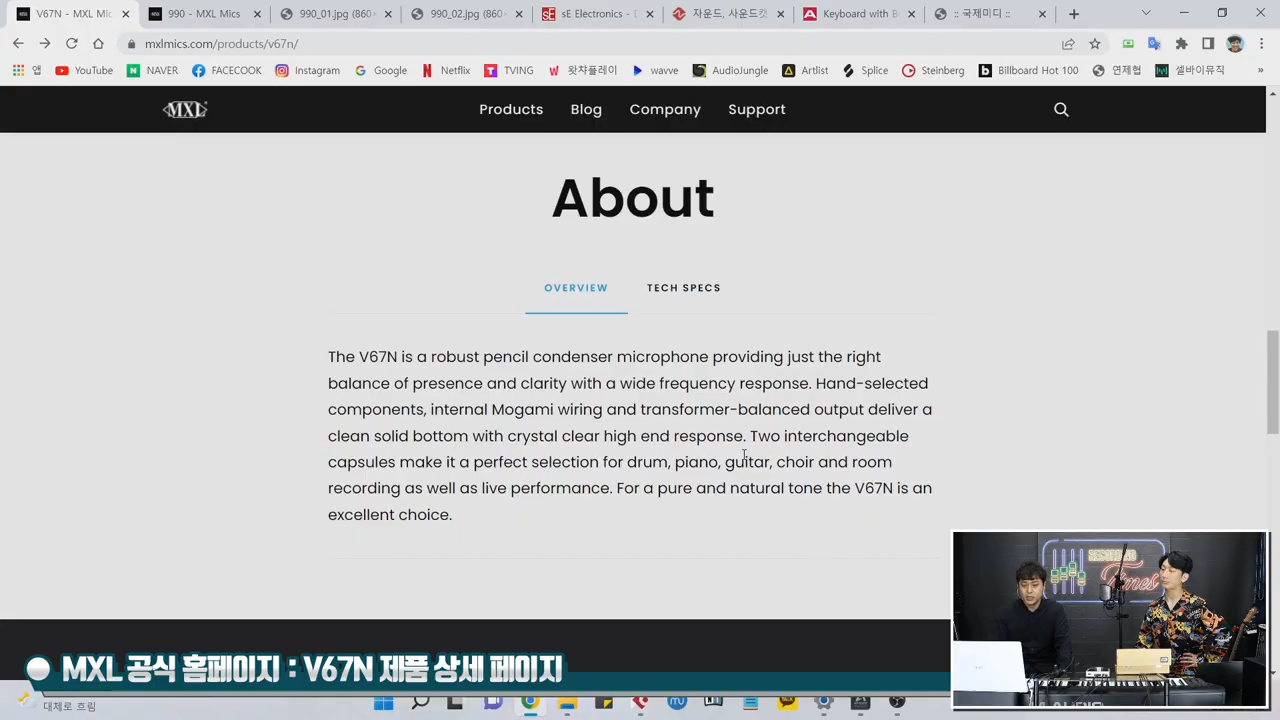 V67N - MXL Mic
990 - MXL Mics
990_01.jpg (860×
990_02.jpg (860×
sE Electronics - D
자운드, 사운드캣
Keyboard with B
:: 국제미디 ::
mxlmics.com/products/v67n/
앱
YouTube
NAVER
FACECOOK
Instagram
Google
Netflix
TVING
왓챠플레이
wavve
AudioJungle
Artlist
Splice
Steinberg
Billboard Hot 100
연제협
셀바이뮤직
»
MXL
Products
Blog
Company
Support
About
OVERVIEW
TECH SPECS
The V67N is a robust pencil condenser microphone providing just the right
balance of presence and clarity with a wide frequency response. Hand-selected
components, internal Mogami wiring and transformer-balanced output deliver a
clean solid bottom with crystal clear high end response. Two interchangeable
capsules make it a perfect selection for drum, piano, guitar, choir and room
recording as well as live performance. For a pure and natural tone the V67N is an
excellent choice.
RECORDING
Times
MXL 공식 홈페이지 : V67N 제품 상세 페이지
대체로 흐림